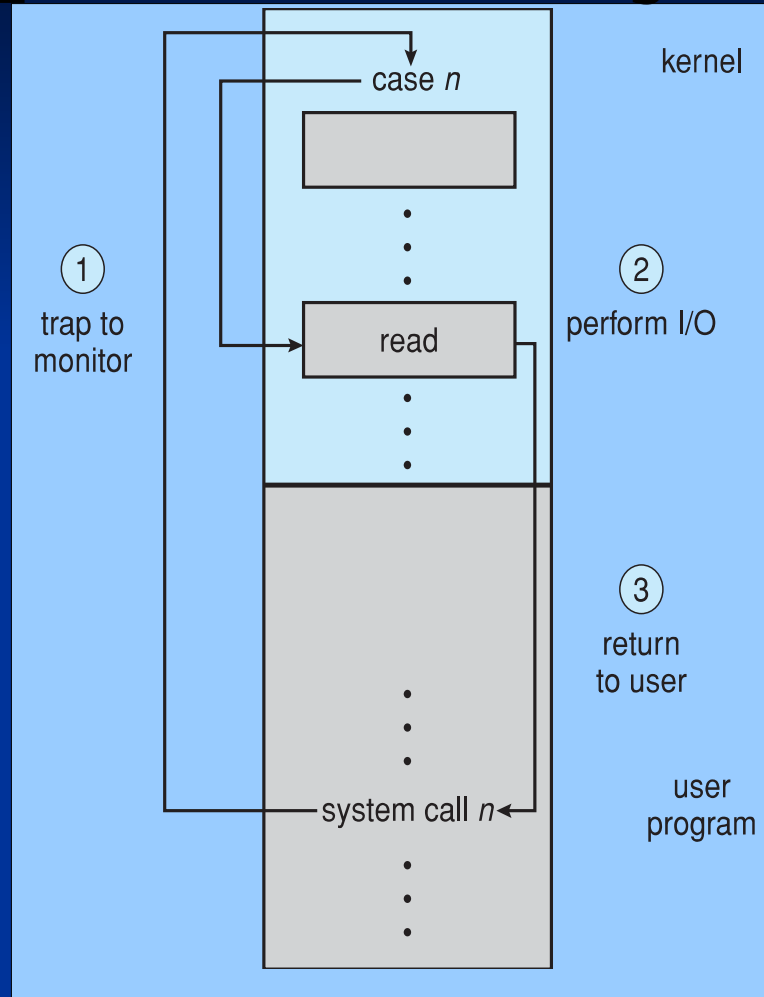 kernel
case n
1
trap to
monitor
2
perform I/O
read
3
return
to user
system call n
user
program